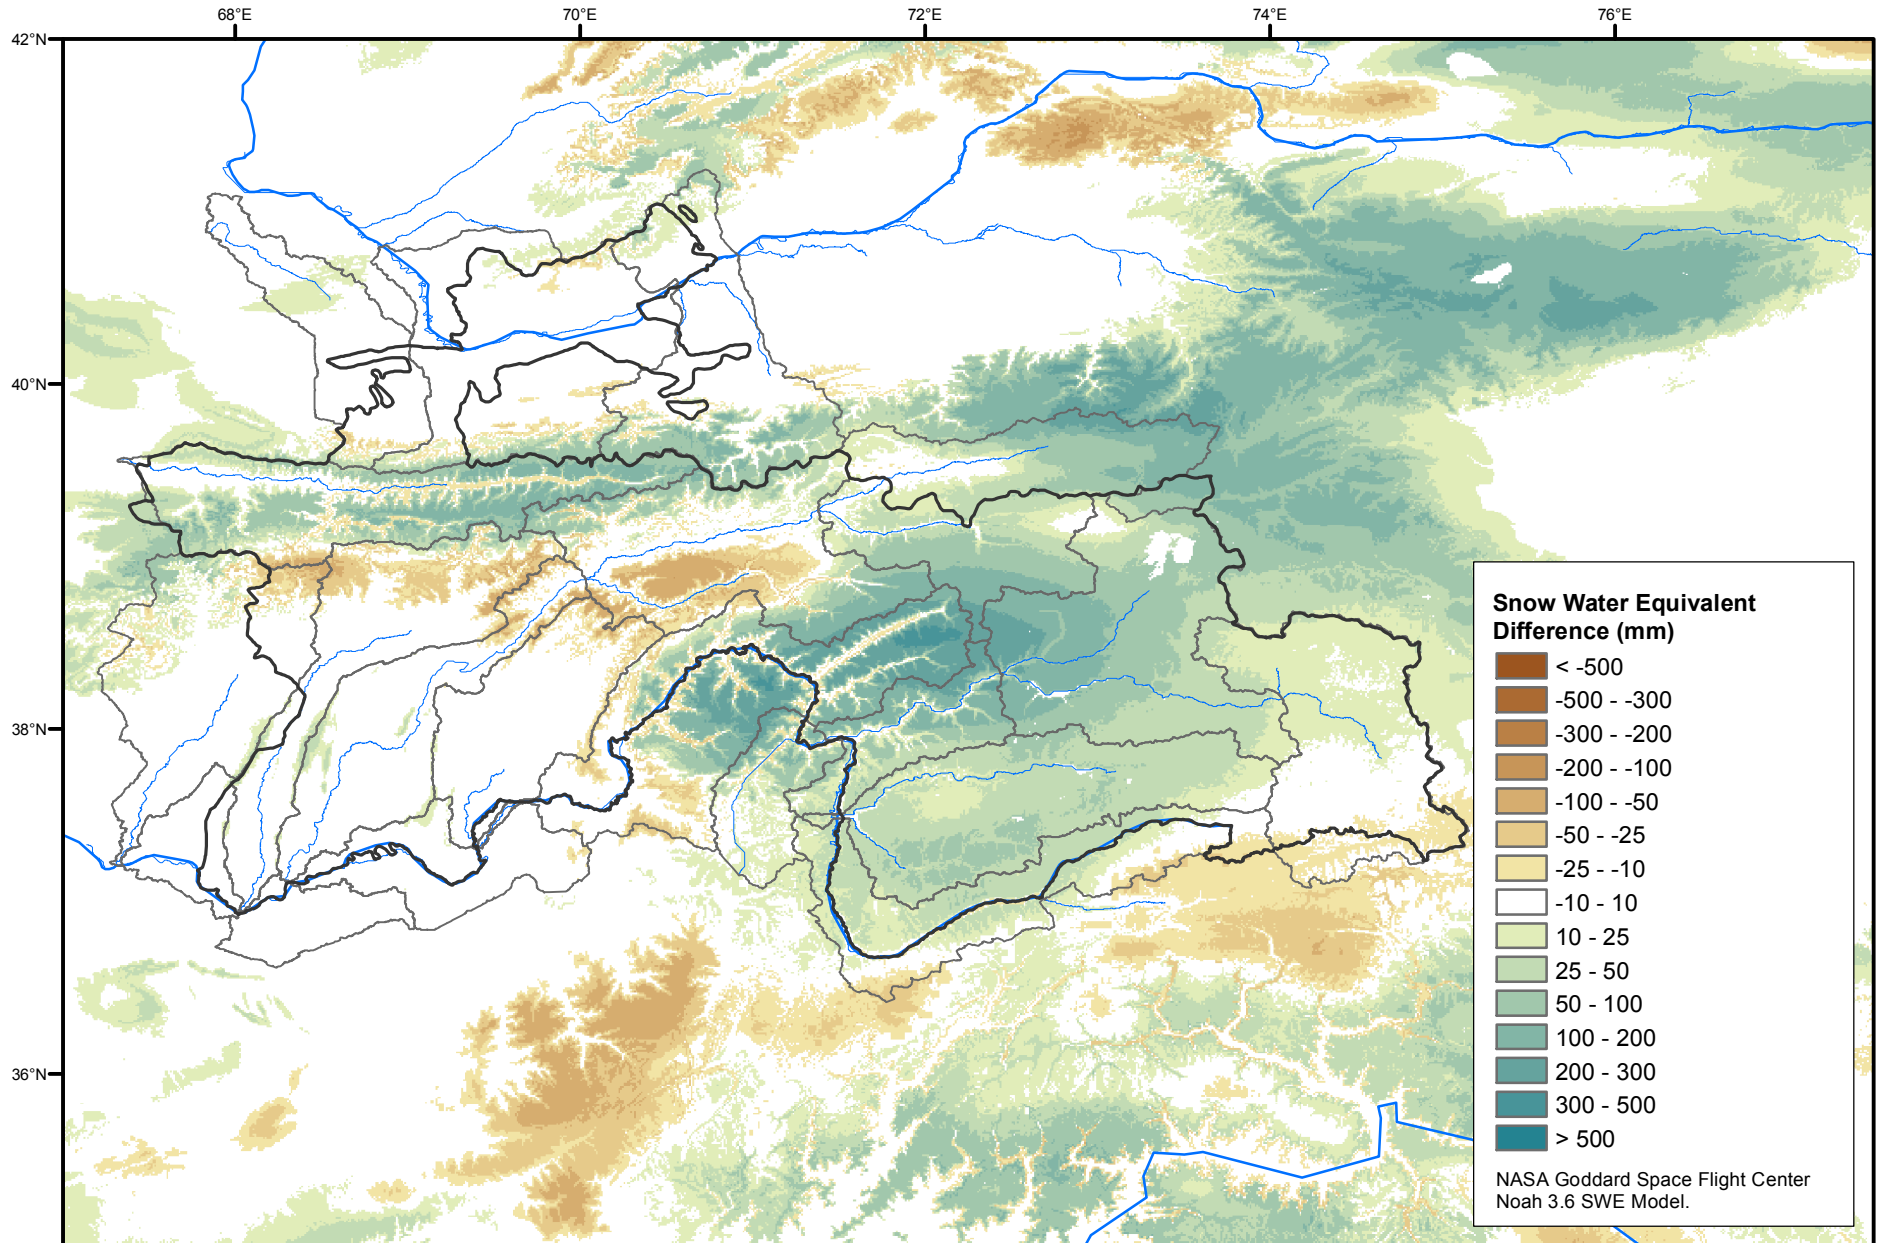 68°E
70°E
72°E
74°E
76°E
42°N
40°N
38°N
36°N
Snow Water Equivalent
Difference (mm)
< -500
-500 - -300
-300 - -200
-200 - -100
-100 - -50
-50 - -25
-25 - -10
-10 - 10
10 - 25
25 - 50
50 - 100
100 - 200
200 - 300
300 - 500
> 500
NASA Goddard Space Flight Center
Noah 3.6 SWE Model.